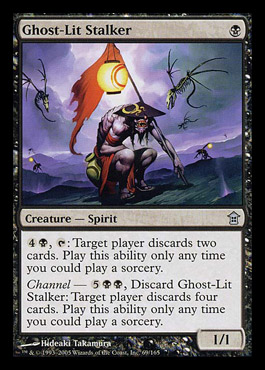 Ghost-Lit Stalker
Creature — Spirit
4, : Target player discards two
cards. Play this ability only any time
you could play a sorcery.
Channel — 5, Discard Ghost-Lit
Stalker: Target player discards four
cards. Play this ability only any time
you could play a sorcery.
Hideaki Takamura
™ & © 1993–2005 Wizards of the Coast, Inc. 69/165
1/1